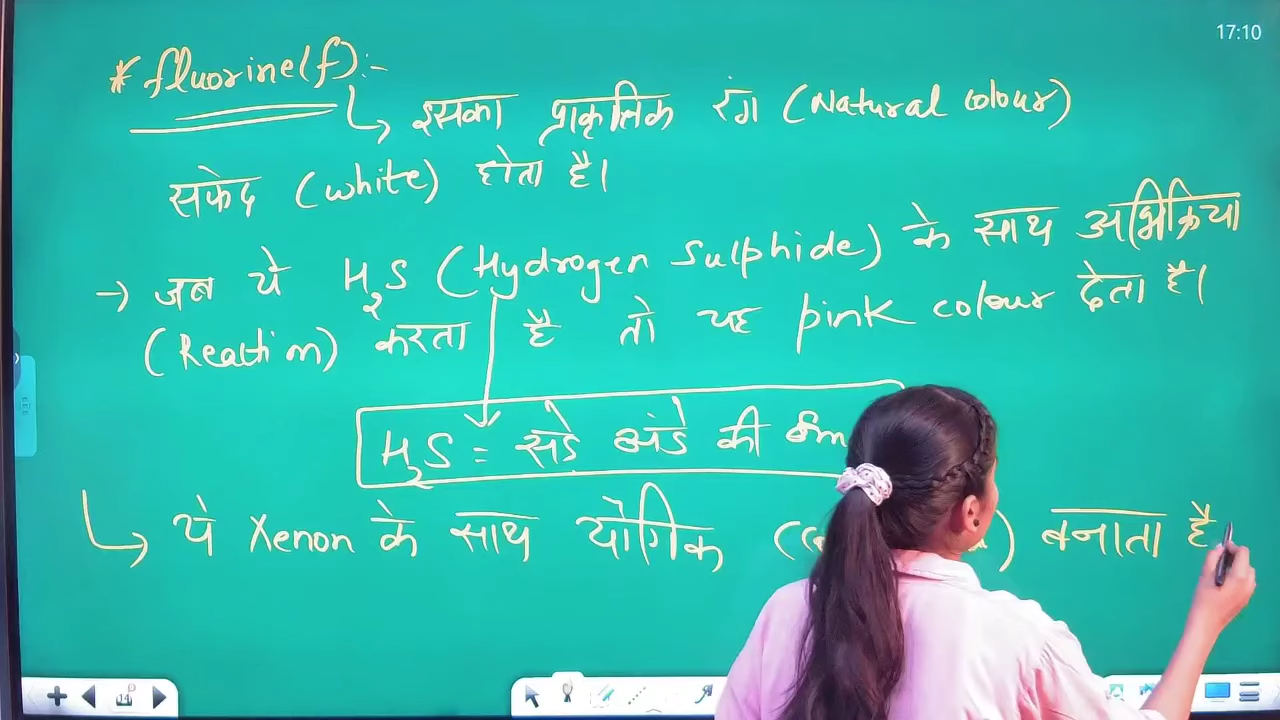 17:10
* fluorine(f):-
इसका प्राकृतिक रंग (Natural colour)
सफेद (white) होता है।
→ जब ये H₂S (Hydrogen Sulphide) के साथ अभिक्रिया
(Reaction) करता है तो यह pink colour देता है।
H₂S = सडे अंडे की
ये Xenon के साथ यौगिक ( ) बनाता है
14